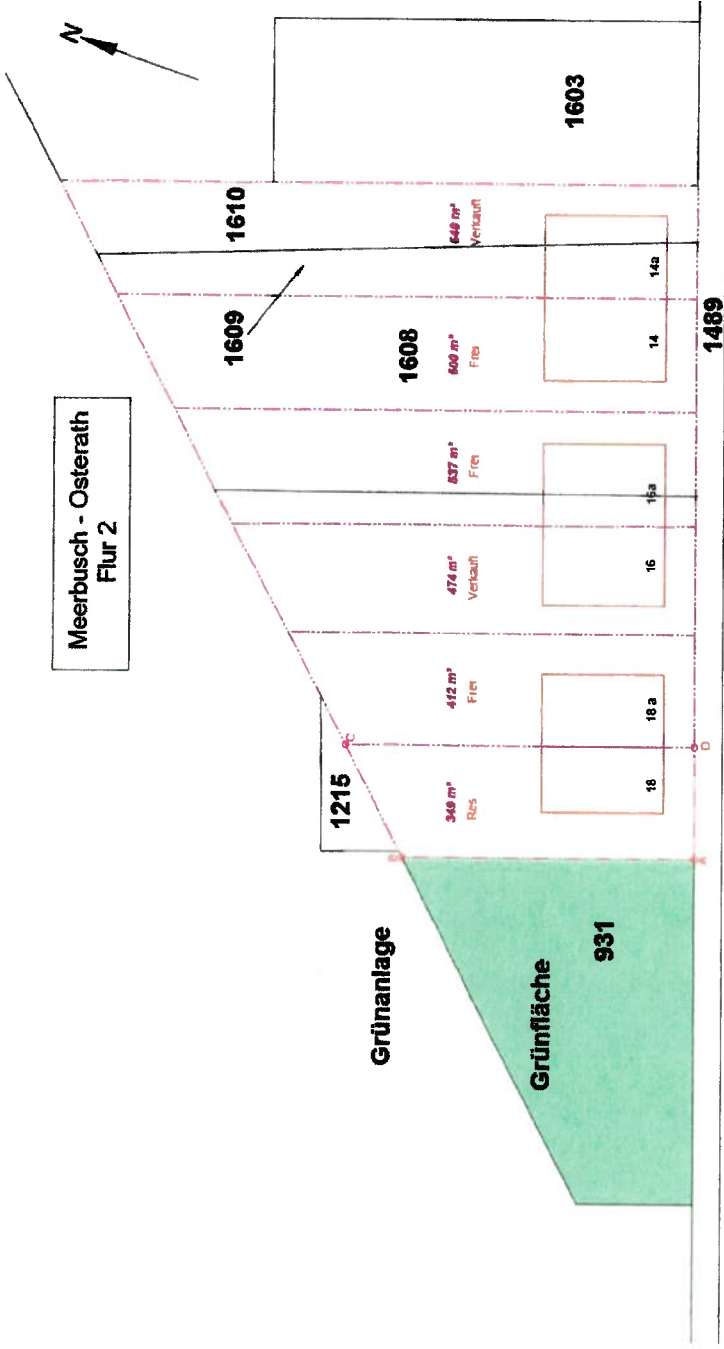 Meerbusch - Osterath
Flur 2
N
1610
1609
1608
1603
1215
Grünanlage
Grünfläche
931
349 m²
Res
412 m²
Frei
474 m²
Verkauft
537 m²
Frei
600 m²
Frei
648 m²
Verkauft
18
18 a
16
16a
14
14a
1489
A
B
C
D